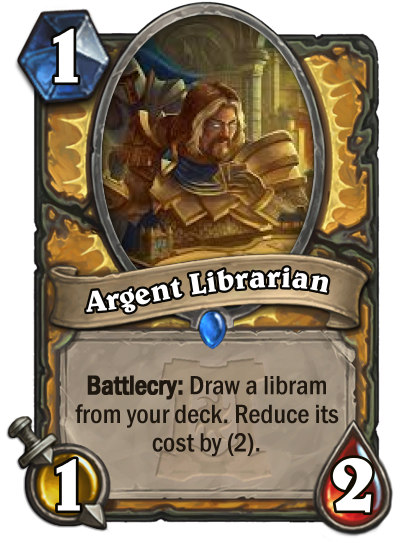 1
Argent Librarian
Battlecry: Draw a libram
from your deck. Reduce its
cost by (2).
1
2